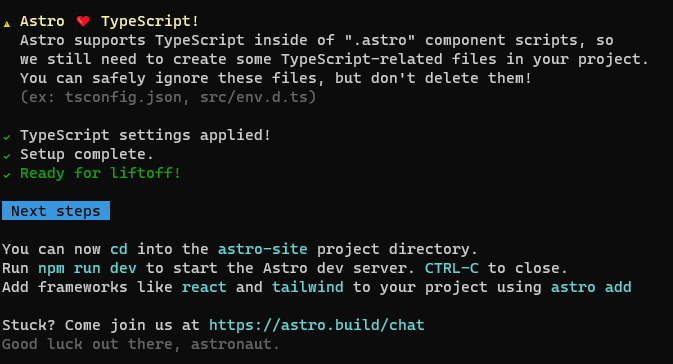 ⚠ Astro ❤ TypeScript!
Astro supports TypeScript inside of ".astro" component scripts, so
we still need to create some TypeScript-related files in your project.
You can safely ignore these files, but don't delete them!
(ex: tsconfig.json, src/env.d.ts)
✓ TypeScript settings applied!
✓ Setup complete.
✓ Ready for liftoff!
Next steps
You can now cd into the astro-site project directory.
Run npm run dev to start the Astro dev server. CTRL-C to close.
Add frameworks like react and tailwind to your project using astro add
Stuck? Come join us at https://astro.build/chat
Good luck out there, astronaut.